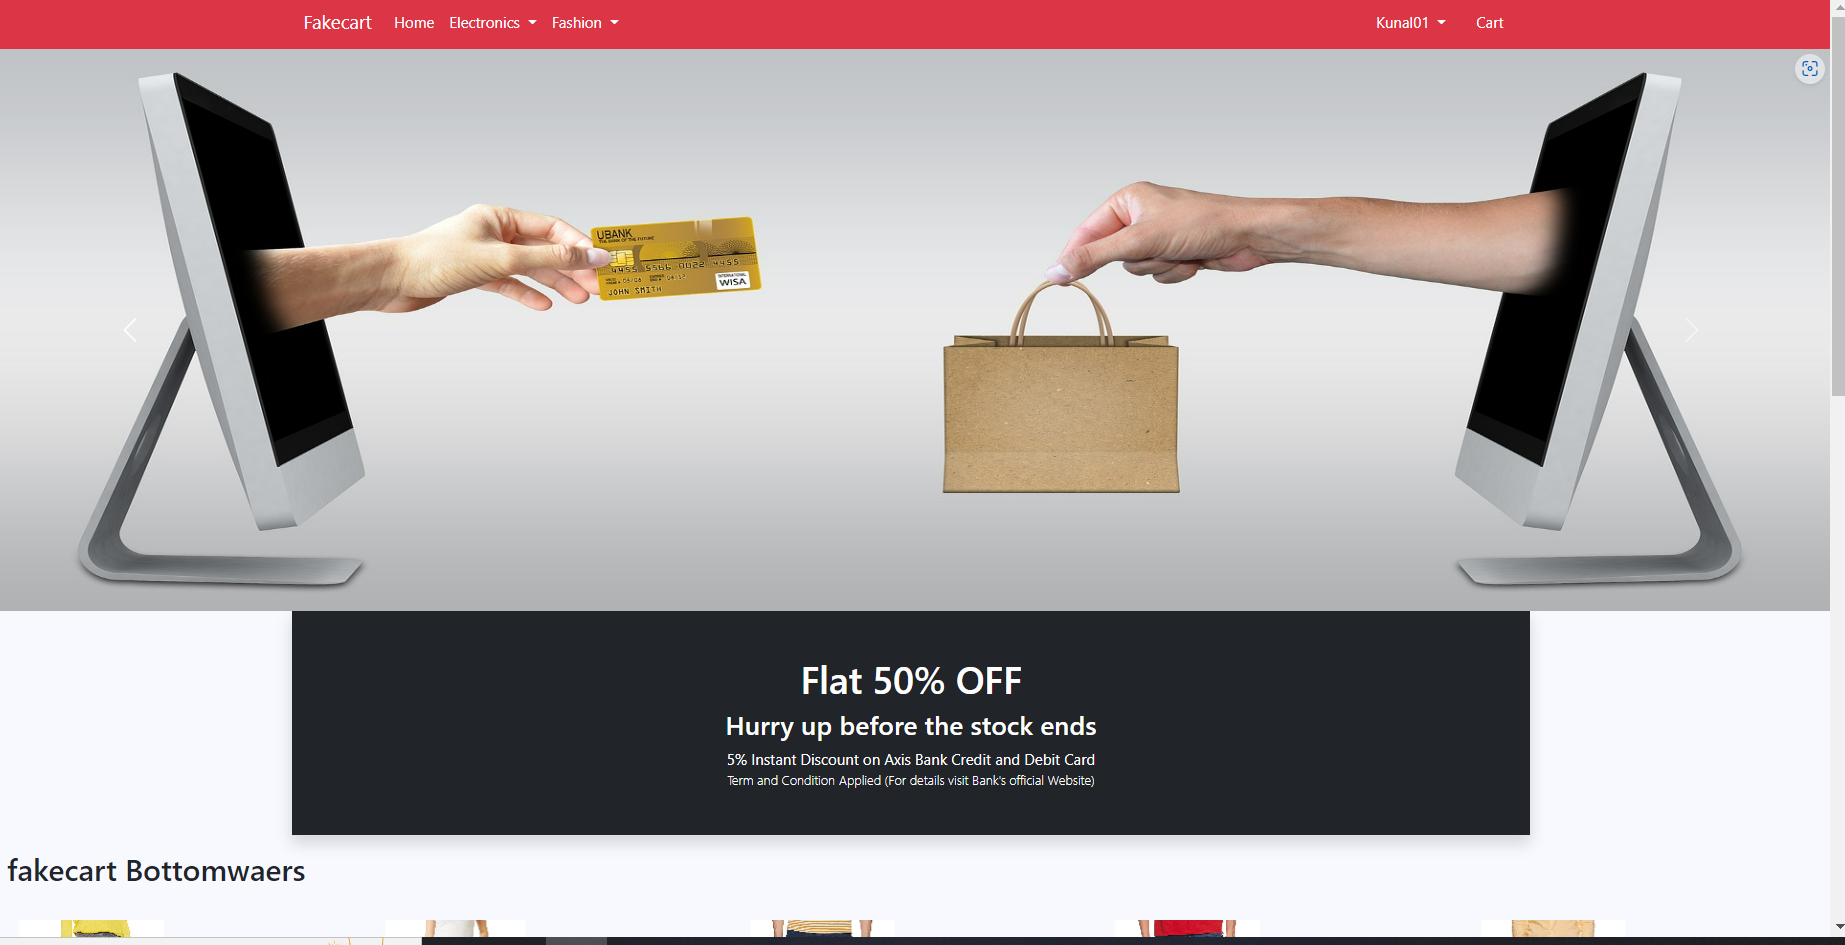 Fakecart Home Electronics Fashion Kunal01 Cart
UBANK
THE BANK OF THE FUTURE
4455 5566 0022 4455
JOHN SMITH
INTERNATIONAL
WISA
Flat 50% OFF
Hurry up before the stock ends
5% Instant Discount on Axis Bank Credit and Debit Card
Term and Condition Applied (For details visit Bank's official Website)
fakecart Bottomwaers